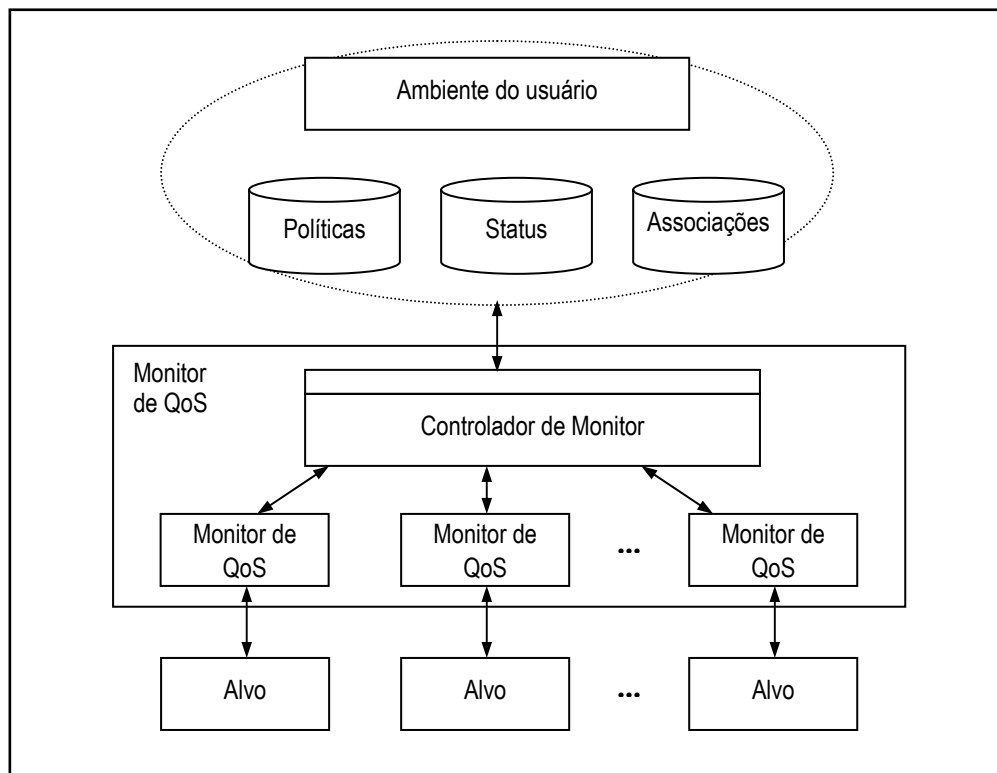 Ambiente do usuário
Políticas
Status
Associações
Monitor
de QoS
Controlador de Monitor
Monitor de
QoS
Monitor de
QoS
...
Monitor de
QoS
Alvo
Alvo
...
Alvo